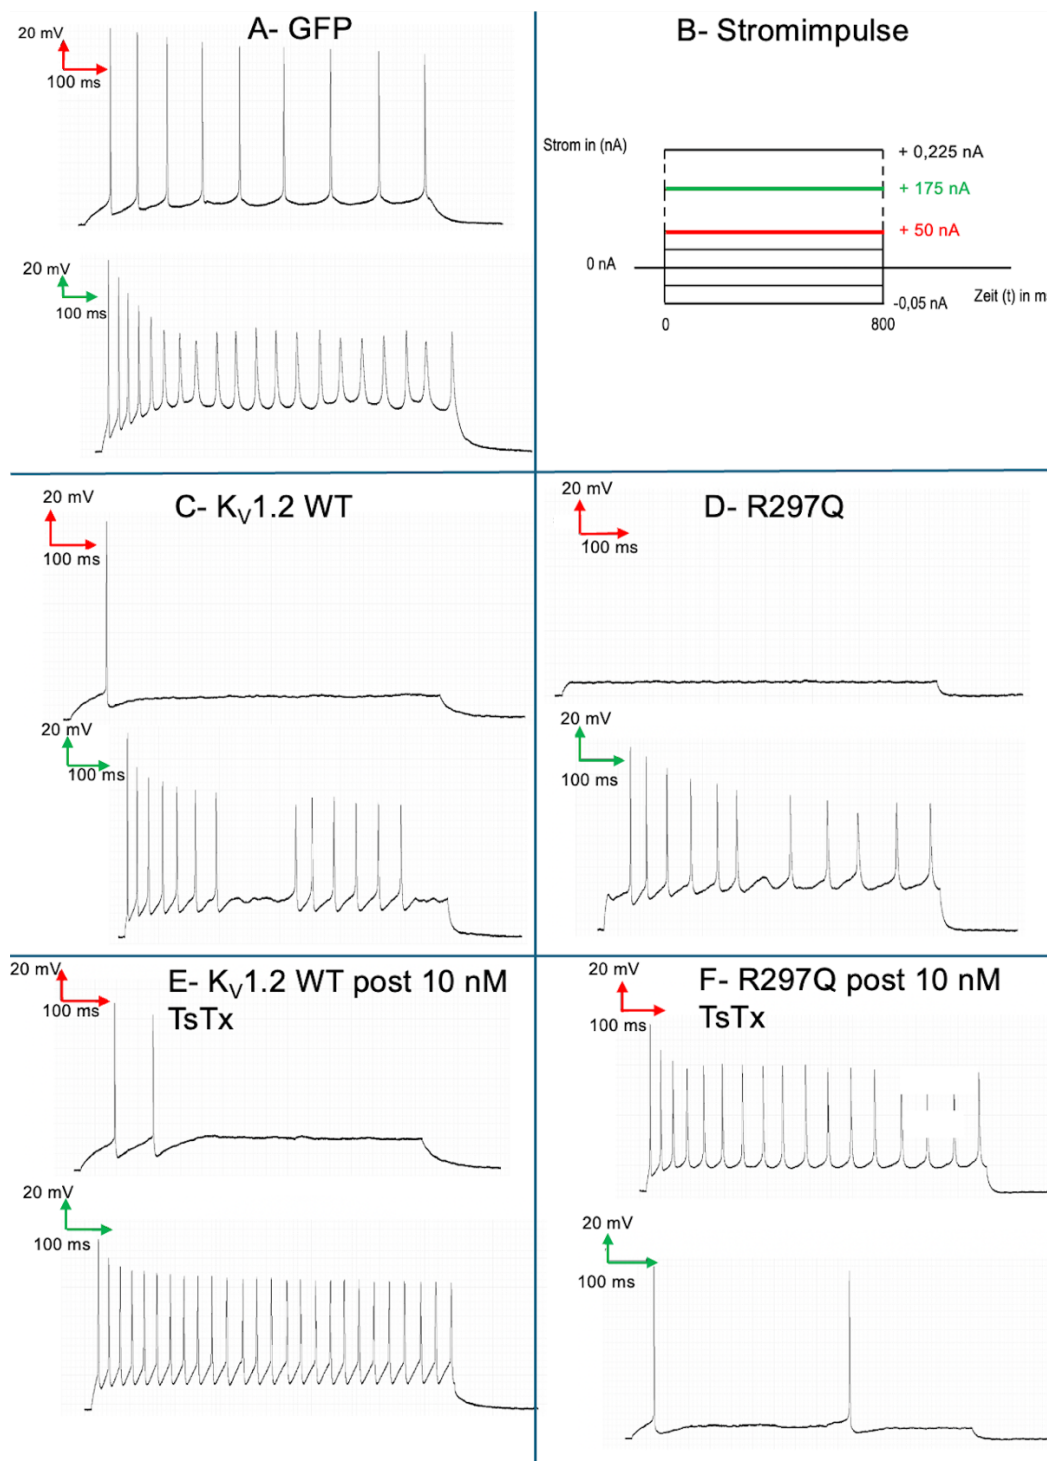 A- GFP
20 mV
100 ms
20 mV
100 ms
B- Stromimpulse
Strom in (nA)
+ 0,225 nA
+ 175 nA
+ 50 nA
0 nA
-0,05 nA
Zeit (t) in m
0
800
C- KV1.2 WT
20 mV
100 ms
20 mV
100 ms
D- R297Q
20 mV
100 ms
20 mV
100 ms
E- KV1.2 WT post 10 nM
TsTx
20 mV
100 ms
20 mV
100 ms
F- R297Q post 10 nM
TsTx
20 mV
100 ms
20 mV
100 ms